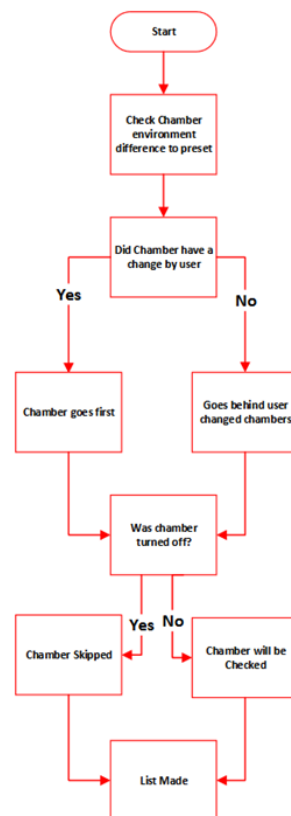 Start
Check Chamber
environment
difference to preset
Did Chamber have a
change by user
Yes
No
Chamber goes first
Goes behind user
changed chambers
Was chamber
turned off?
Yes
No
Chamber Skipped
Chamber will be
Checked
List Made